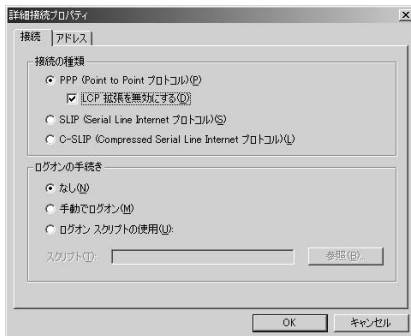 詳細接続プロパティ
接続 アドレス
接続の種類
PPP (Point to Point プロトコル)(P)
LCP 拡張を無効にする(D)
SLIP (Serial Line Internet プロトコル)(S)
C-SLIP (Compressed Serial Line Internet プロトコル)(L)
ログオンの手続き
なし(N)
手動でログオン(M)
ログオン スクリプトの使用(U):
スクリプト(T):
参照(B)...
OK キャンセル